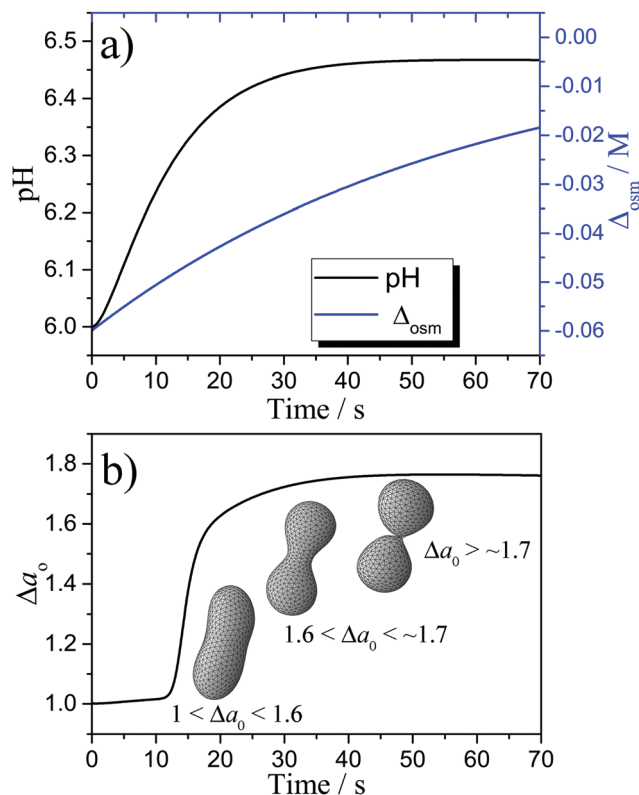 a)
6.5
6.4
6.3
6.2
6.1
6.0
pH
0.00
-0.01
-0.02
-0.03
-0.04
-0.05
-0.06
Δosm / M
pH
Δosm
0 10 20 30 40 50 60 70
Time / s
b)
1.8
1.6
1.4
1.2
1.0
Δao
Δa0 > ~1.7
1.6 < Δa0 < ~1.7
1 < Δa0 < 1.6
0 10 20 30 40 50 60 70
Time / s